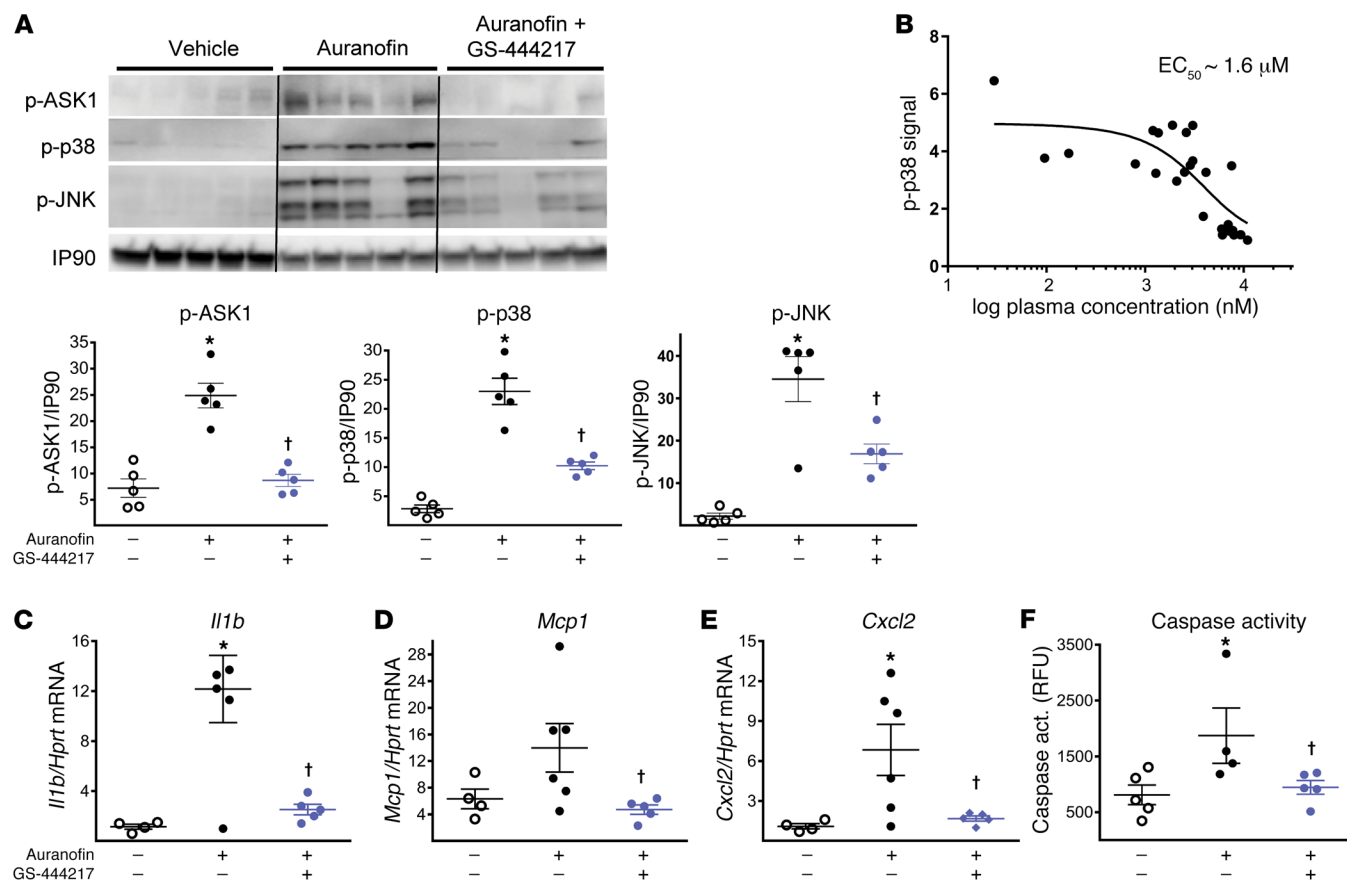 A
Vehicle
Auranofin
Auranofin +
GS-444217
p-ASK1
p-p38
p-JNK
IP90
p-ASK1
p-ASK1/IP90
35
30
25
20
15
10
5
p-p38
p-p38/IP90
30
25
20
15
10
5
p-JNK
p-JNK/IP90
40
30
20
10
*
†
*
†
*
†
Auranofin – + + – + + – + +
GS-444217 – – + – – + – – +
B
EC50 ~ 1.6 μM
p-p38 signal
8
6
4
2
0
1 2 3 4
log plasma concentration (nM)
C
Il1b
Il1b/Hprt mRNA
16
12
8
4
*
†
D
Mcp1
Mcp1/Hprt mRNA
28
24
20
16
12
8
4
†
E
Cxcl2
Cxcl2/Hprt mRNA
15
12
9
6
3
*
†
F
Caspase activity
Caspase act. (RFU)
3500
2500
1500
500
*
†
Auranofin – + + – + + – + + – + +
GS-444217 – – + – – + – – + – – +